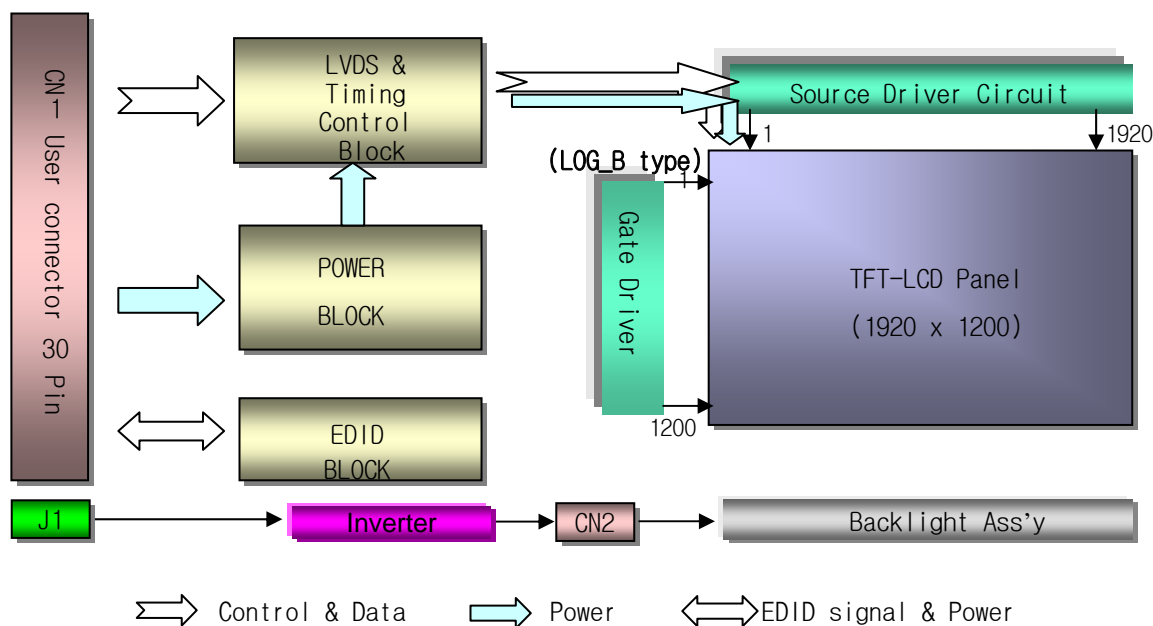 CN-1 User connector 30 Pin
LVDS &
Timing
Control
Block
Source Driver Circuit
1
1920
(LOG_B type)
1
Gate Driver
1200
TFT-LCD Panel
(1920 x 1200)
POWER
BLOCK
EDID
BLOCK
J1
Inverter
CN2
Backlight Ass'y
Control & Data
Power
EDID signal & Power